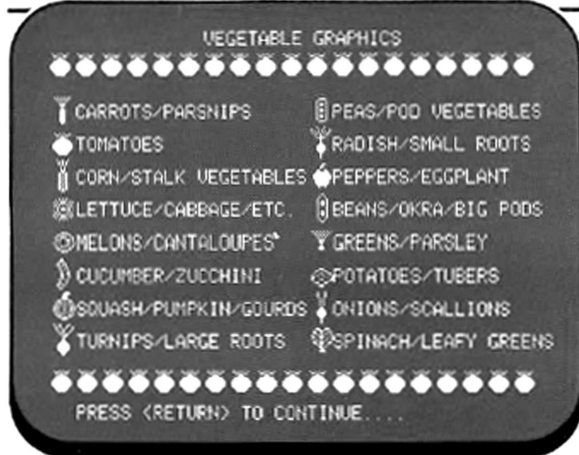 VEGETABLE GRAPHICS
CARROTS/PARSNIPS
TOMATOES
CORN/STALK VEGETABLES
LETTUCE/CABBAGE/ETC.
MELONS/CANTALOUPES
CUCUMBER/ZUCCHINI
SQUASH/PUMPKIN/GOURDS
TURNIPS/LARGE ROOTS
PEAS/POD VEGETABLES
RADISH/SMALL ROOTS
PEPPERS/EGGPLANT
BEANS/OKRA/BIG PODS
GREENS/PARSLEY
POTATOES/TUBERS
ONIONS/SCALLIONS
SPINACH/LEAFY GREENS
PRESS <RETURN> TO CONTINUE....